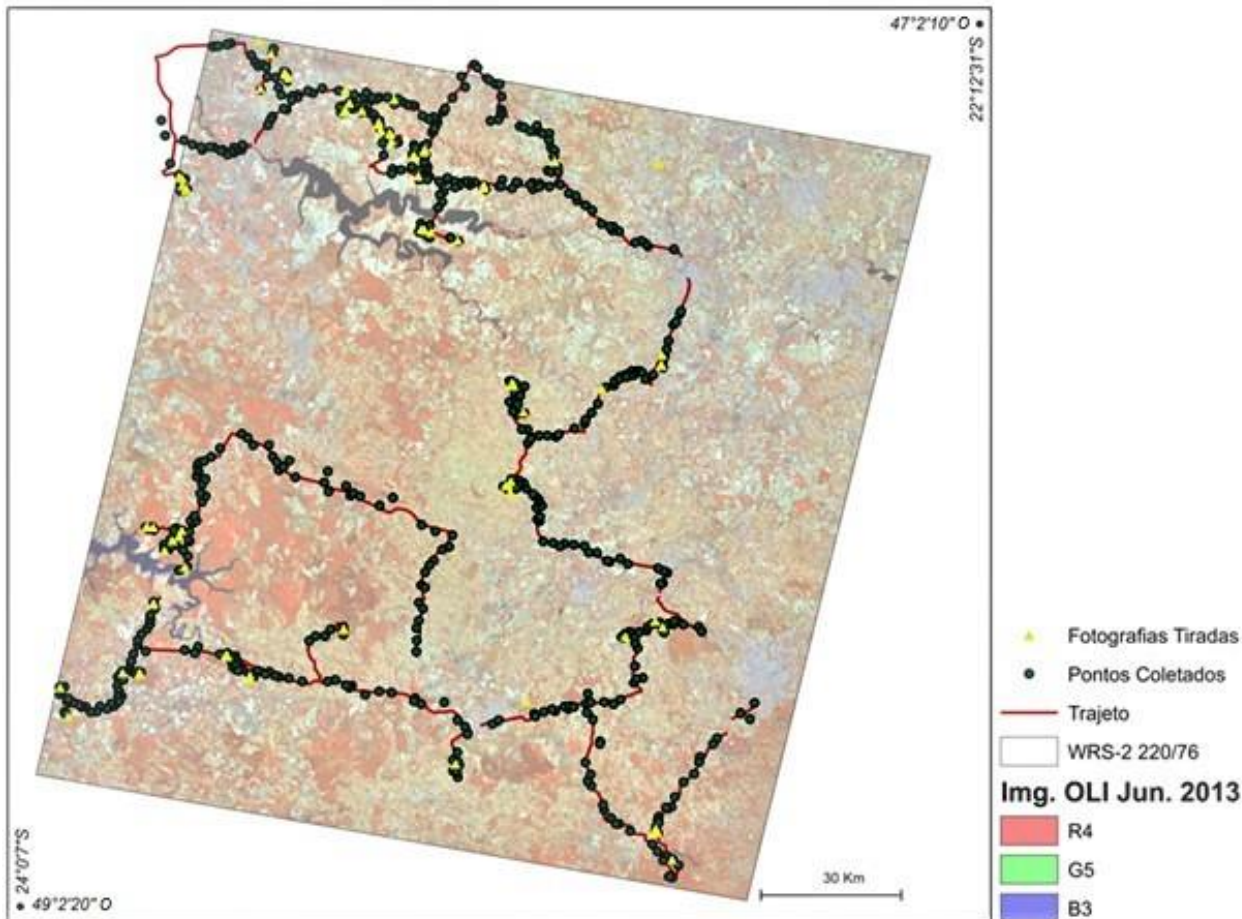 47°2'10" O
22°12'31"S
Fotografias Tiradas
Pontos Coletados
Trajeto
WRS-2 220/76
Img. OLI Jun. 2013
R4
G5
B3
30 Km
24°0'7"S
49°2'20" O